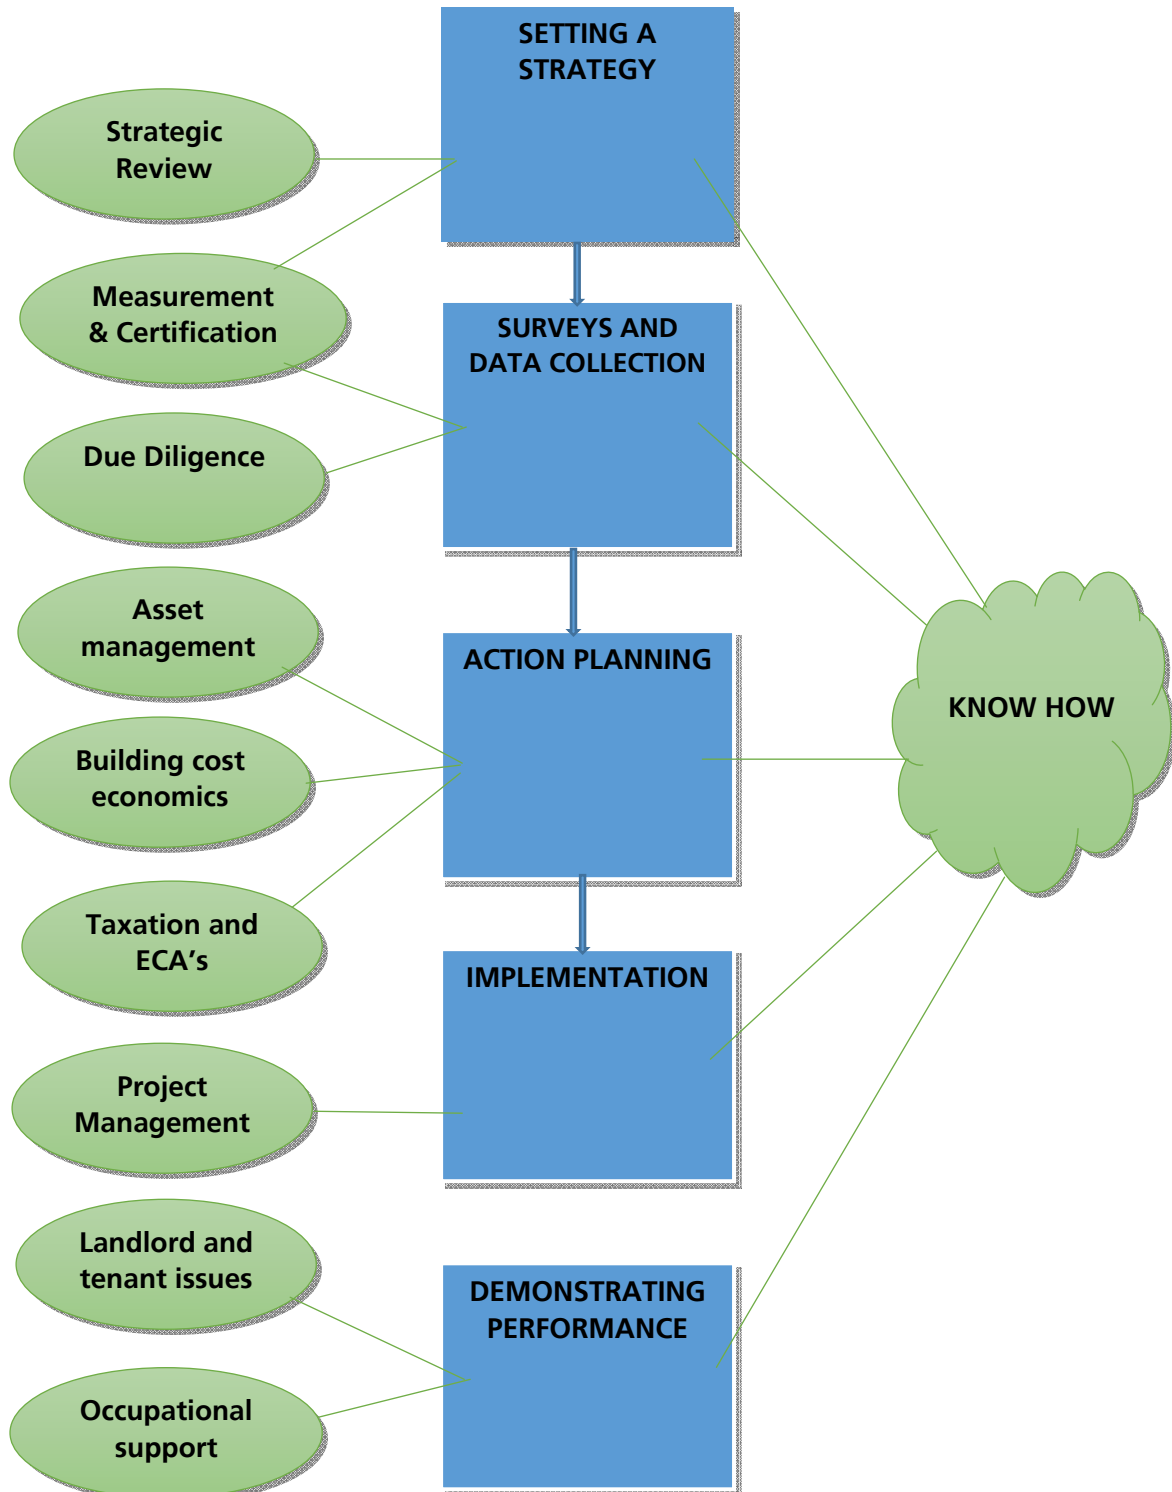 SETTING A
STRATEGY
Strategic
Review
Measurement
& Certification
SURVEYS AND
DATA COLLECTION
Due Diligence
Asset
management
ACTION PLANNING
KNOW HOW
Building cost
economics
Taxation and
ECA's
IMPLEMENTATION
Project
Management
Landlord and
tenant issues
DEMONSTRATING
PERFORMANCE
Occupational
support